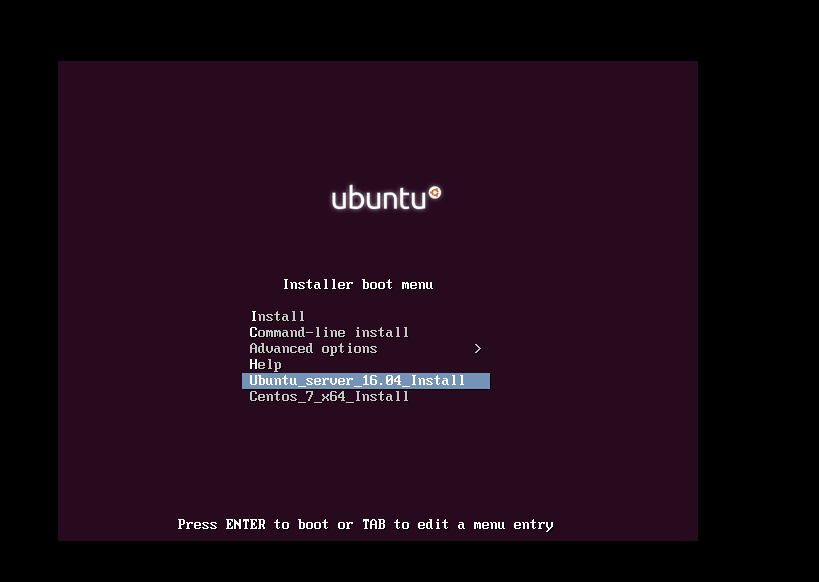 ubuntu
Installer boot menu
Install
Command-line install
Advanced options >
Help
Ubuntu_server_16.04_Install
Centos_7_x64_Install
Press ENTER to boot or TAB to edit a menu entry